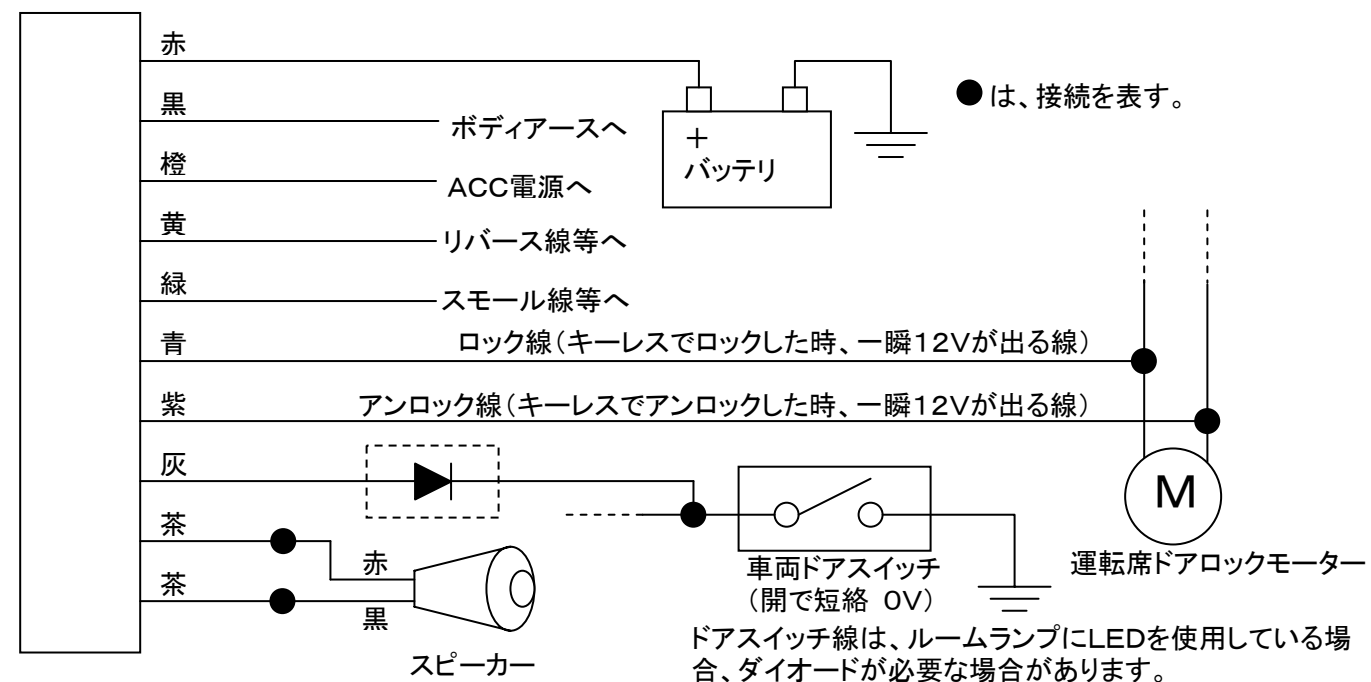 赤
黒
ボディアースへ
橙
ACC電源へ
黄
リバース線等へ
緑
スモール線等へ
青
ロック線(キーレスでロックした時、一瞬12Vが出る線)
紫
アンロック線(キーレスでアンロックした時、一瞬12Vが出る線)
灰
茶
茶
赤
黒
スピーカー
+
バッテリ
●は、接続を表す。
M
運転席ドアロックモーター
車両ドアスイッチ
(開で短絡 0V)
ドアスイッチ線は、ルームランプにLEDを使用している場
合、ダイオードが必要な場合があります。